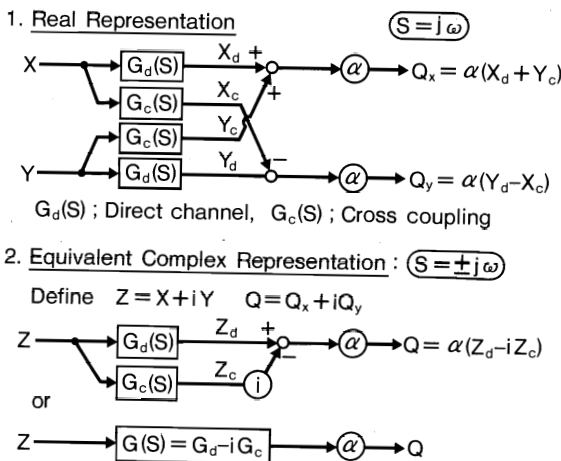 1. Real Representation
S=jω
X
G_d(S)
X_d +
α
Q_x = α(X_d+Y_c)
G_c(S)
X_c
+
Y_c
G_c(S)
Y
G_d(S)
Y_d
−
α
Q_y = α(Y_d−X_c)
G_d(S) ; Direct channel, G_c(S) ; Cross coupling
2. Equivalent Complex Representation : S=±jω
Define Z=X+iY Q=Q_x+iQ_y
Z
G_d(S)
Z_d +
−
α
Q= α(Z_d−iZ_c)
G_c(S)
Z_c
i
or
Z
G(S)=G_d−iG_c
α
Q